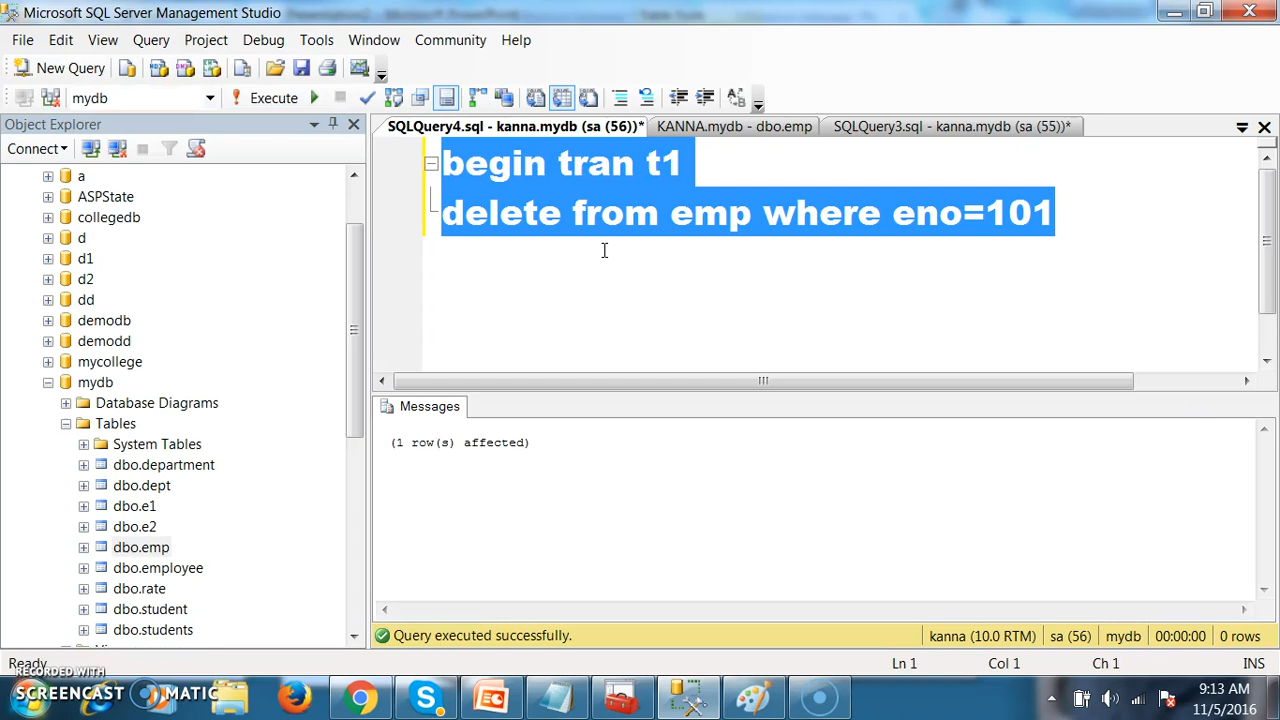 Microsoft SQL Server Management Studio
File Edit View Query Project Debug Tools Window Community Help
New Query
mydb Execute
Object Explorer
SQLQuery4.sql - kanna.mydb (sa (56))* KANNA.mydb - dbo.emp SQLQuery3.sql - kanna.mydb (sa (55))*
Connect
a
ASPState
collegedb
d
d1
d2
dd
demodb
demodd
mycollege
mydb
Database Diagrams
Tables
System Tables
dbo.department
dbo.dept
dbo.e1
dbo.e2
dbo.emp
dbo.employee
dbo.rate
dbo.student
dbo.students
begin tran t1
delete from emp where eno=101
Messages
(1 row(s) affected)
Query executed successfully. kanna (10.0 RTM) sa (56) mydb 00:00:00 0 rows
Ready Ln 1 Col 1 Ch 1 INS
RECORDED WITH
SCREENCAST MATIC
9:13 AM
11/5/2016